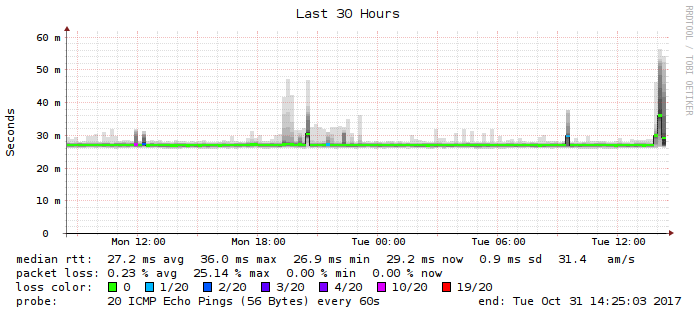 Last 30 Hours
RRDTOOL / TOBI OETIKER
Seconds
60 m
50 m
40 m
30 m
20 m
10 m
0
Mon 12:00 Mon 18:00 Tue 00:00 Tue 06:00 Tue 12:00
median rtt: 27.2 ms avg 36.0 ms max 26.9 ms min 29.2 ms now 0.9 ms sd 31.4 am/s
packet loss: 0.23 % avg 25.14 % max 0.00 % min 0.00 % now
loss color: 0 1/20 2/20 3/20 4/20 10/20 19/20
probe: 20 ICMP Echo Pings (56 Bytes) every 60s end: Tue Oct 31 14:25:03 2017